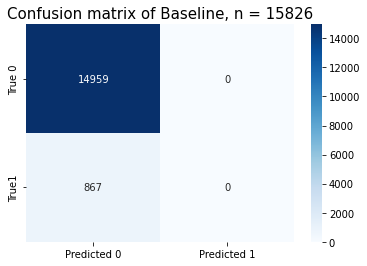 Confusion matrix of Baseline, n = 15826
True 0
14959
0
True1
867
0
Predicted 0
Predicted 1
14000
12000
10000
8000
6000
4000
2000
0